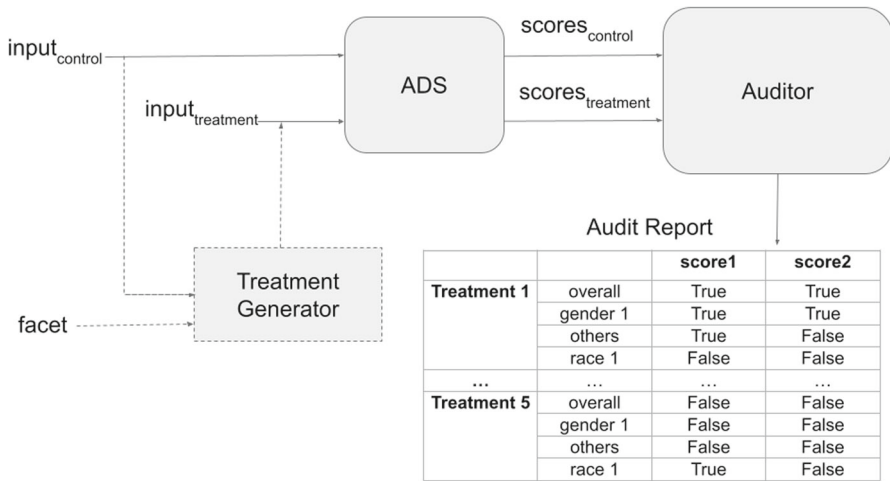 input_control
scores_control
ADS
input_treatment
scores_treatment
Auditor
Treatment
Generator
facet
Audit Report
score1 score2
Treatment 1 overall True True
gender 1 True True
others True False
race 1 False False
... ... ... ...
Treatment 5 overall False False
gender 1 False False
others False False
race 1 True False